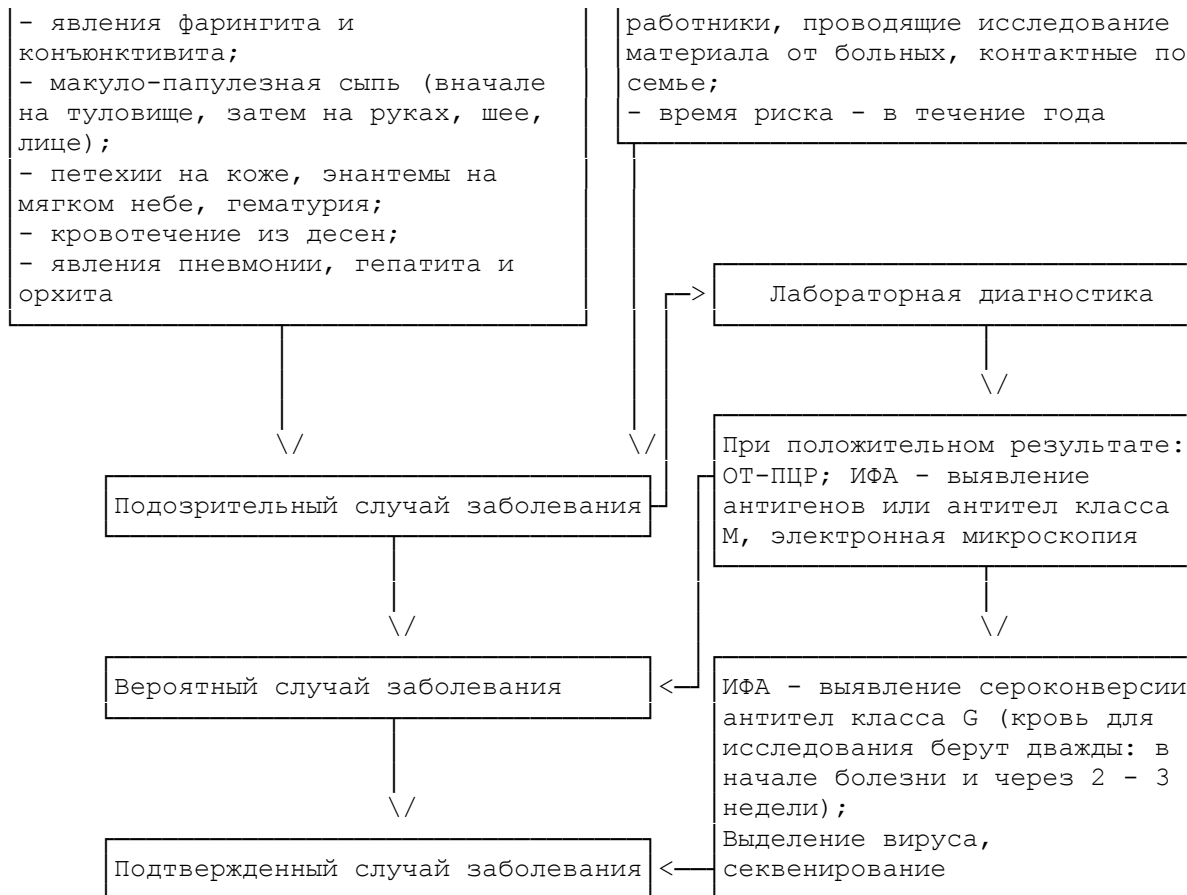 - явления фарингита и
конъюнктивита;
- макуло-папулезная сыпь (вначале
на туловище, затем на руках, шее,
лице);
- петехии на коже, энантемы на
мягком небе, гематурия;
- кровотечение из десен;
- явления пневмонии, гепатита и
орхита
работники, проводящие исследование
материала от больных, контактные по
семье;
- время риска - в течение года
Лабораторная диагностика
При положительном результате:
ОТ-ПЦР; ИФА - выявление
антигенов или антител класса
М, электронная микроскопия
Подозрительный случай заболевания
Вероятный случай заболевания
ИФА - выявление сероконверсии
антител класса G (кровь для
исследования берут дважды: в
начале болезни и через 2 - 3
недели);
Выделение вируса,
секвенирование
Подтвержденный случай заболевания